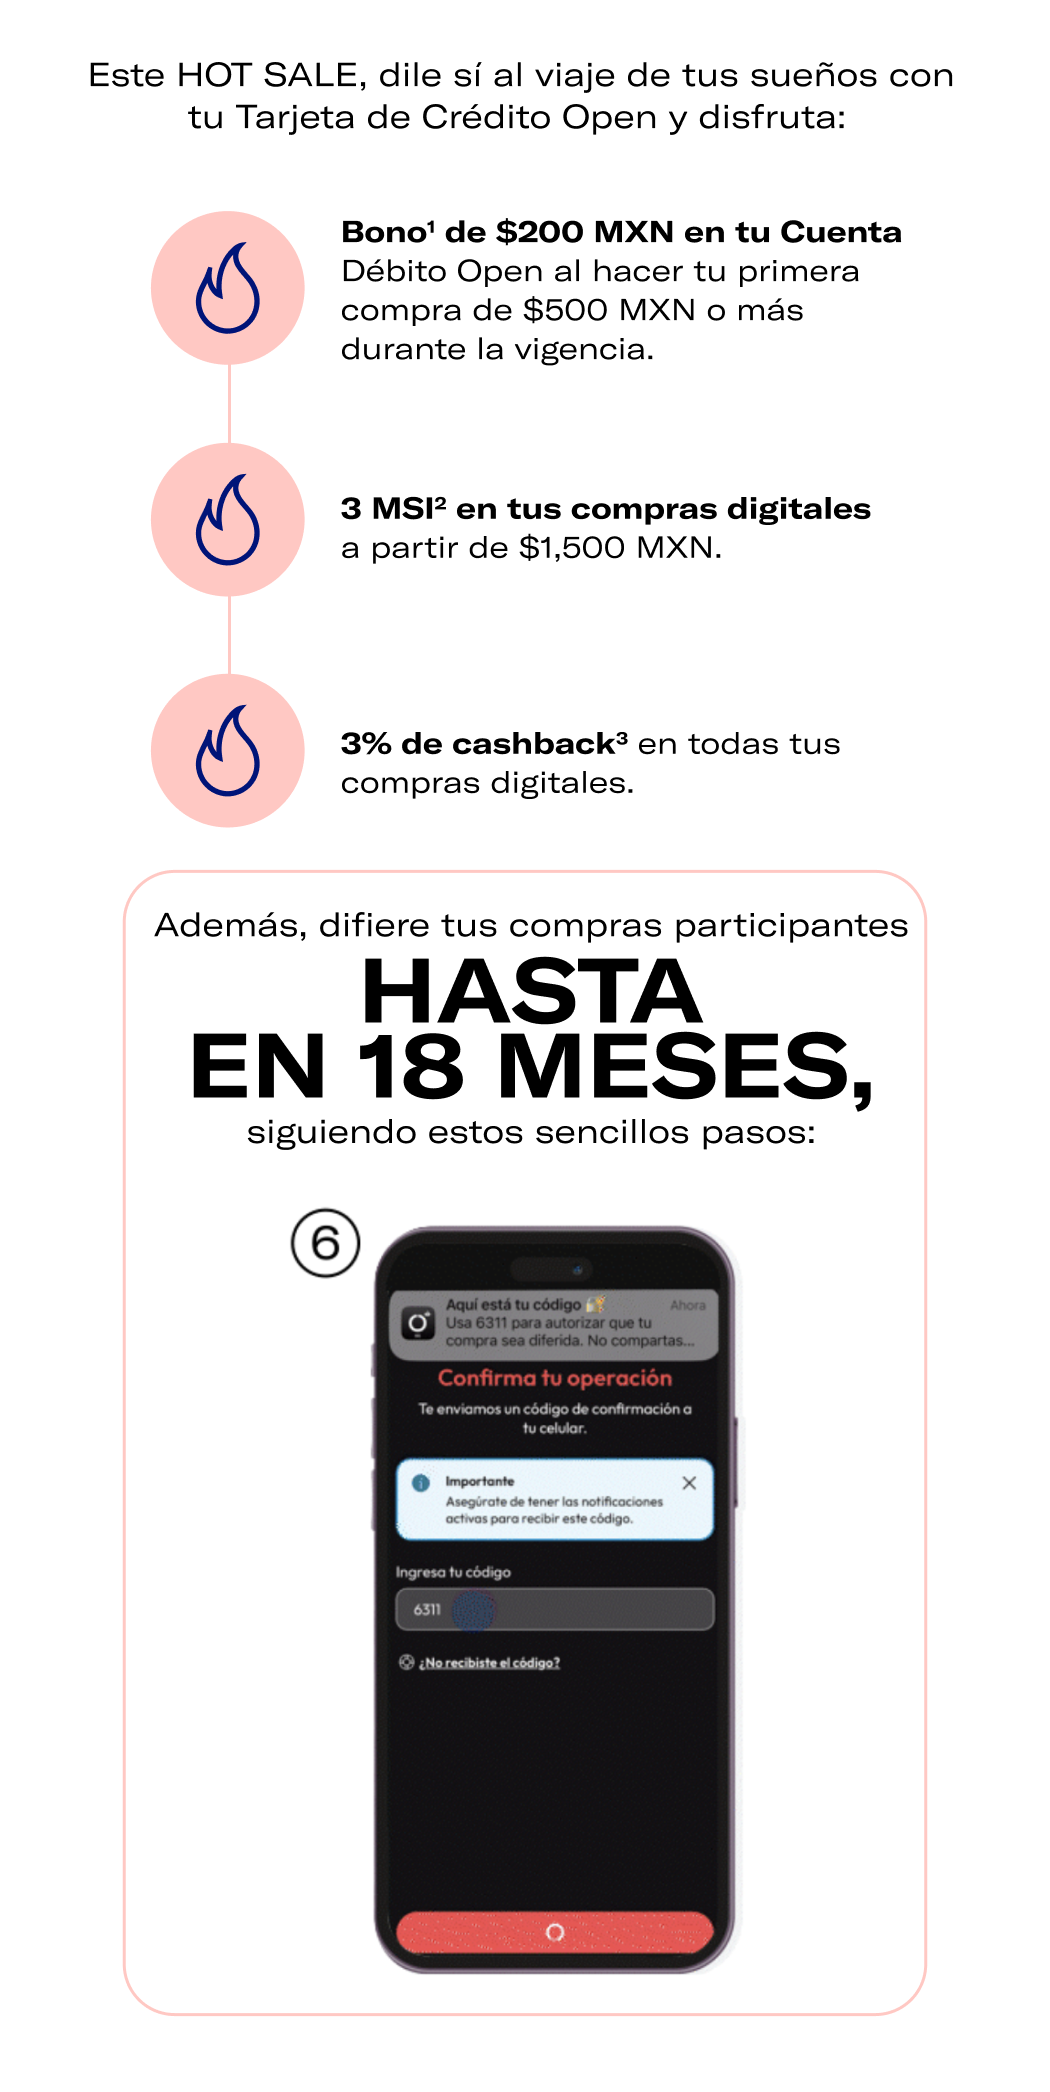 Este HOT SALE, dile sí al viaje de tus sueños con
tu Tarjeta de Crédito Open y disfruta:
Bono¹ de $200 MXN en tu Cuenta
Débito Open al hacer tu primera
compra de $500 MXN o más
durante la vigencia.
3 MSI² en tus compras digitales
a partir de $1,500 MXN.
3% de cashback³ en todas tus
compras digitales.
Además, difiere tus compras participantes
HASTA
EN 18 MESES,
siguiendo estos sencillos pasos:
6
Aquí está tu código 🔐 Ahora
Usa 6311 para autorizar que tu
compra sea diferida. No compartas...
Confirma tu operación
Te enviamos un código de confirmación a
tu celular.
Importante
Asegúrate de tener las notificaciones
activas para recibir este código.
Ingresa tu código
6311
¿No recibiste el código?